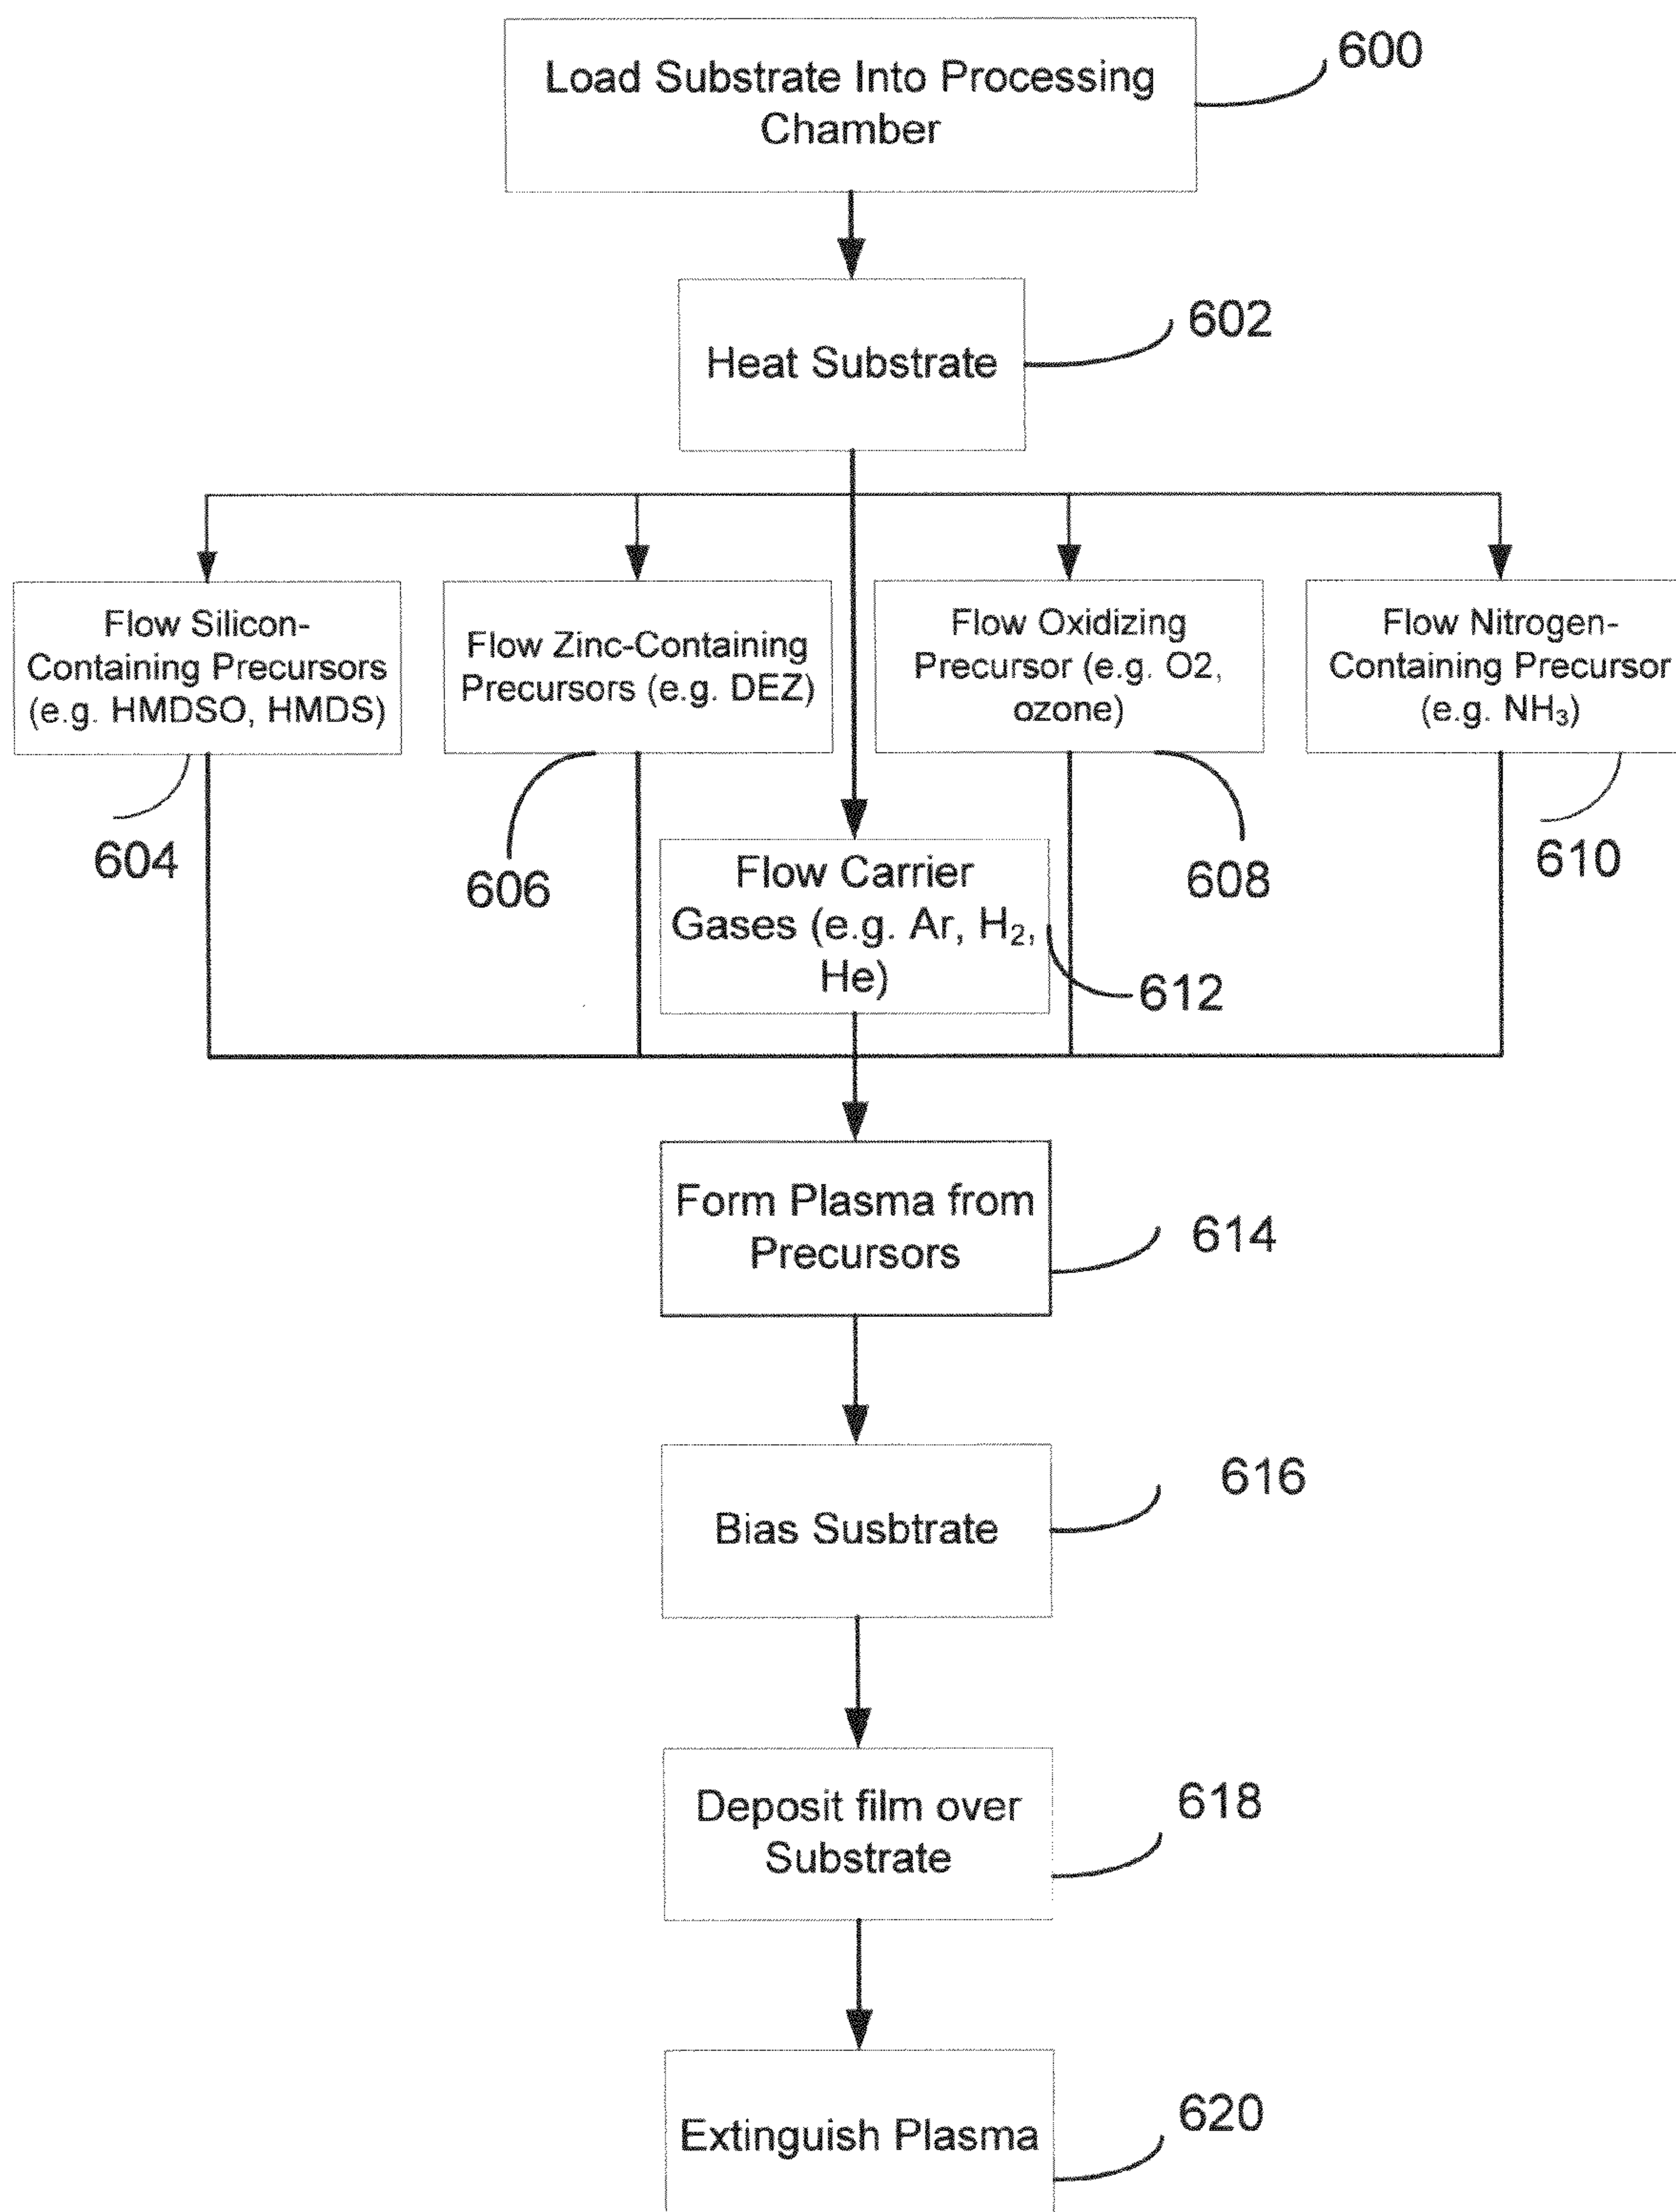 Load Substrate Into Processing
Chamber
600
Heat Substrate
602
Flow Silicon-
Containing Precursors
(e.g. HMDSO, HMDS)
604
Flow Zinc-Containing
Precursors (e.g. DEZ)
606
Flow Oxidizing
Precursor (e.g. O2,
ozone)
608
Flow Nitrogen-
Containing Precursor
(e.g. NH₃)
610
Flow Carrier
Gases (e.g. Ar, H₂,
He)
612
Form Plasma from
Precursors
614
Bias Susbtrate
616
Deposit film over
Substrate
618
Extinguish Plasma
620